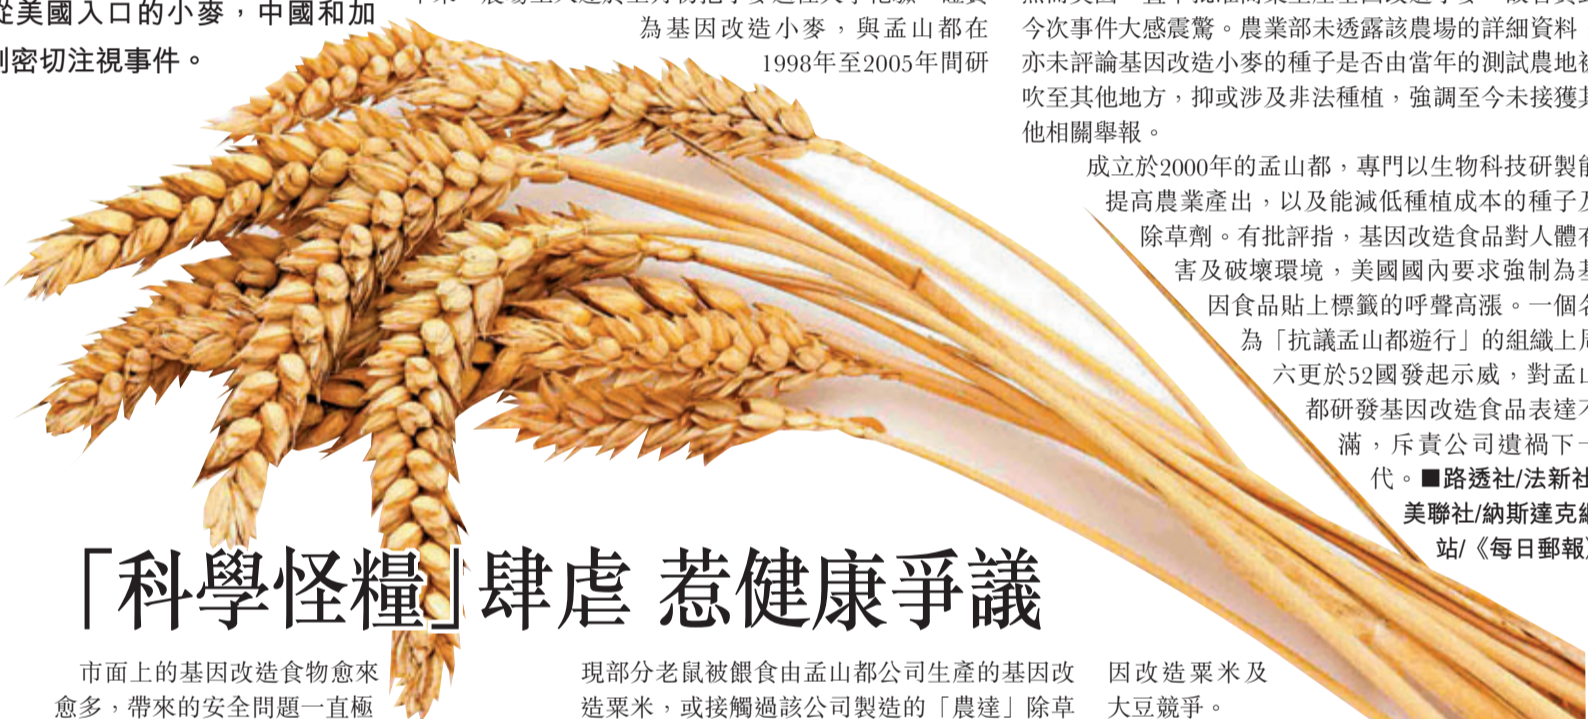 從美國入口的小麥，中國和加
密切注視事件。
為基因改造小麥，與孟山都在
1998年至2005年間研
今次事件大感震驚。農業部未透露該農場的詳細資料，
亦未評論基因改造小麥的種子是否由當年的測試農地被
吹至其他地方，抑或涉及非法種植，強調至今未接獲其
他相關舉報。
成立於2000年的孟山都，專門以生物科技研製能
提高農業產出，以及能減低種植成本的種子及
除草劑。有批評指，基因改造食品對人體有
害及破壞環境，美國國內要求強制為基
因食品貼上標籤的呼聲高漲。一個名
為「抗議孟山都遊行」的組織上周
六更於52國發起示威，對孟山
都研發基因改造食品表達不
滿，斥責公司遺禍下一
代。■路透社/法新社
美聯社/納斯達克網
站/《每日郵報》
「科學怪糧」肆虐 惹健康爭議
市面上的基因改造食物愈來
愈多，帶來的安全問題一直極
現部分老鼠被餵食由孟山都公司生產的基因改
造粟米，或接觸過該公司製造的「農達」除草
因改造粟米及
大豆競爭。